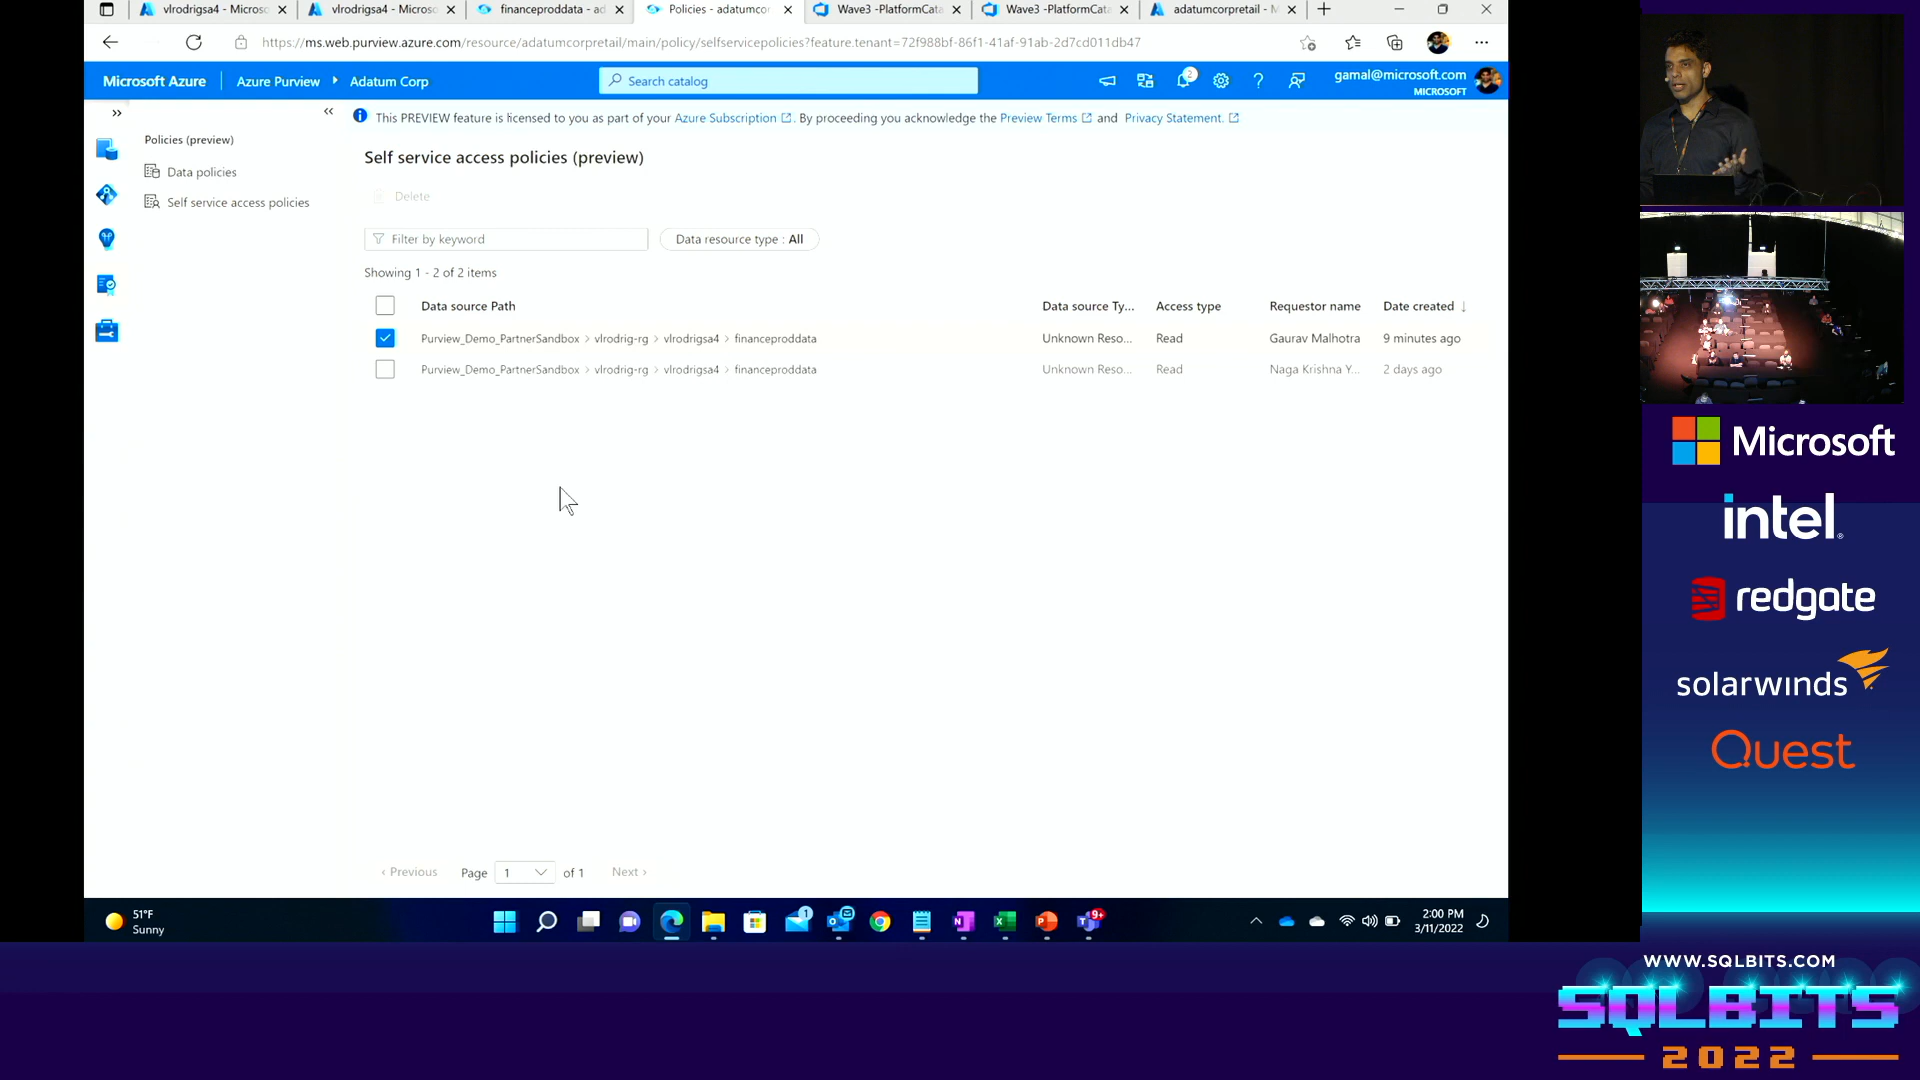 vlrodrigsa4 - Microso
vlrodrigsa4 - Microso
financeproddata - ad
Policies - adatumcor
Wave3 -PlatformCata
Wave3 -PlatformCata
adatumcorpretail - M
https://ms.web.purview.azure.com/resource/adatumcorpretail/main/policy/selfservicepolicies?feature.tenant=72f988bf-86f1-41af-91ab-2d7cd011db47
Microsoft Azure
Azure Purview
Adatum Corp
Search catalog
2
gamal@microsoft.com
MICROSOFT
This PREVIEW feature is licensed to you as part of your Azure Subscription . By proceeding you acknowledge the Preview Terms and Privacy Statement.
Policies (preview)
Data policies
Self service access policies
Self service access policies (preview)
Delete
Filter by keyword
Data resource type : All
Showing 1 - 2 of 2 items
Data source Path Data source Ty... Access type Requestor name Date created ↓
Purview_Demo_PartnerSandbox > vlrodrig-rg > vlrodrigsa4 > financeproddata Unknown Reso... Read Gaurav Malhotra 9 minutes ago
Purview_Demo_PartnerSandbox > vlrodrig-rg > vlrodrigsa4 > financeproddata Unknown Reso... Read Naga Krishna Y... 2 days ago
‹ Previous Page 1 of 1 Next ›
51°F
Sunny
1
9+
2:00 PM
3/11/2022
Microsoft
intel.
redgate
solarwinds
Quest
WWW.SQLBITS.COM
SQLBITS
2022